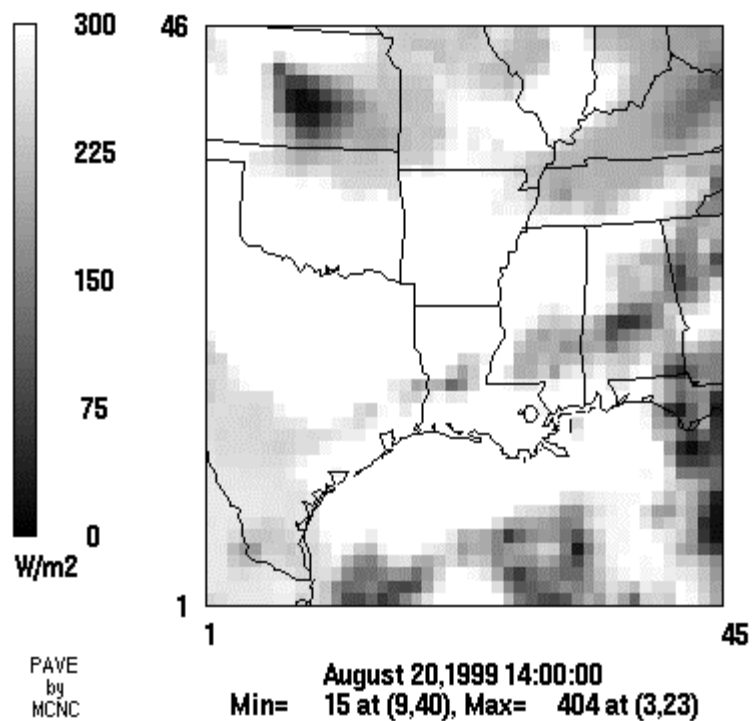 300
225
150
75
0
W/m2
46
1
1
45
PAVE
by
MCNC
August 20,1999 14:00:00
Min= 15 at (9,40), Max= 404 at (3,23)